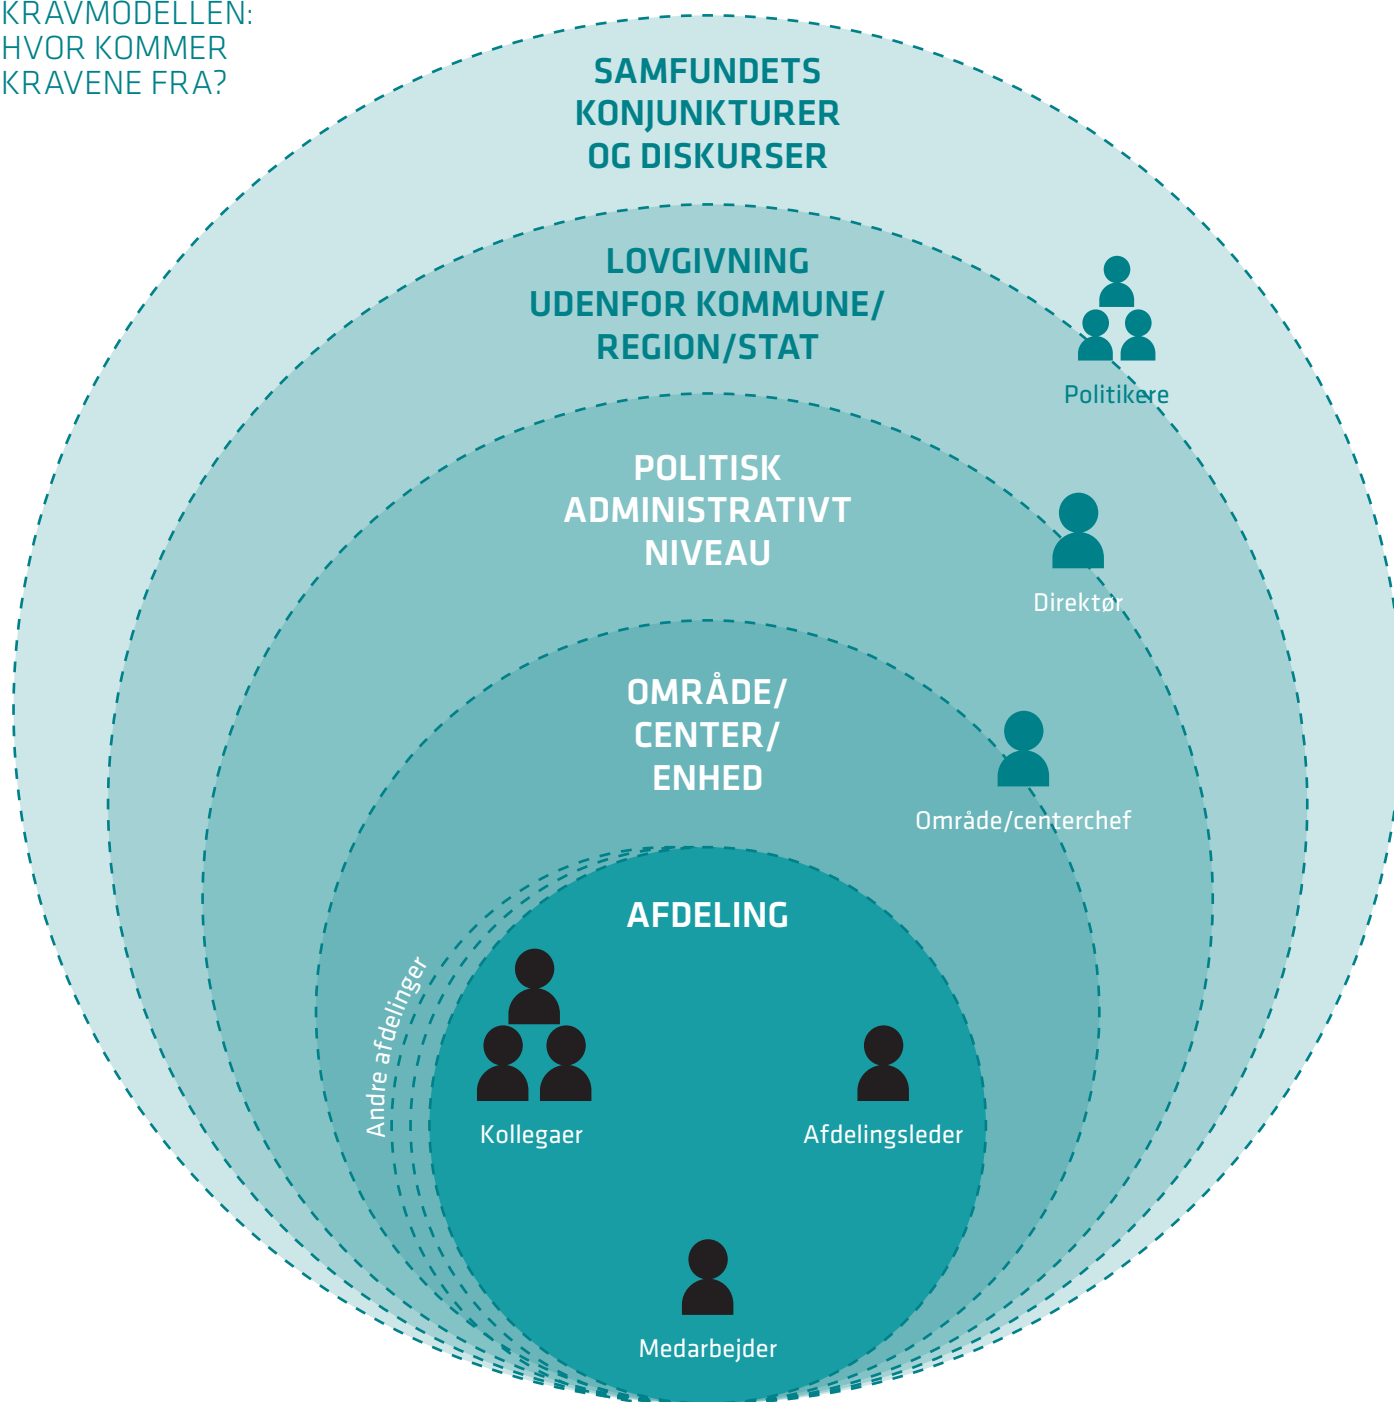 KRAVMODELLEN:
HVOR KOMMER
KRAVENE FRA?
SAMFUNDETS
KONJUNKTURER
OG DISKURSER
LOVGIVNING
UDENFOR KOMMUNE/
REGION/STAT
Politikere
POLITISK
ADMINISTRATIVT
NIVEAU
Direktør
OMRÅDE/
CENTER/
ENHED
Område/centerchef
AFDELING
Andre afdelinger
Kollegaer
Afdelingsleder
Medarbejder